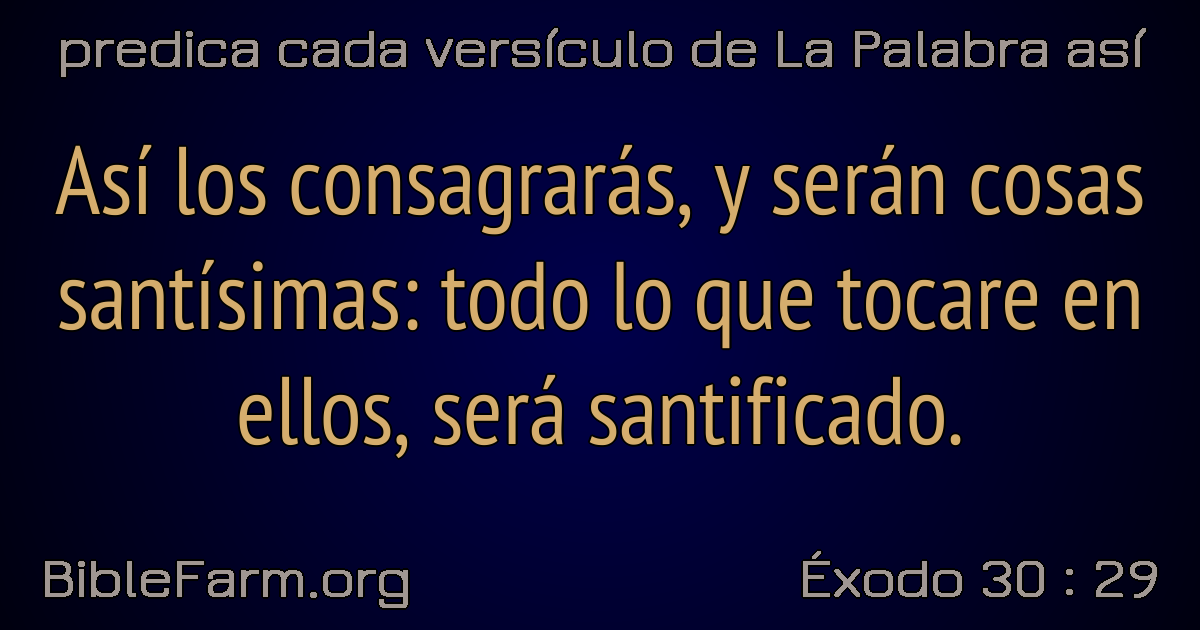 predica cada versículo de La Palabra así
Así los consagrarás, y serán cosas
santísimas: todo lo que tocare en
ellos, será santificado.
BibleFarm.org
Éxodo 30 : 29